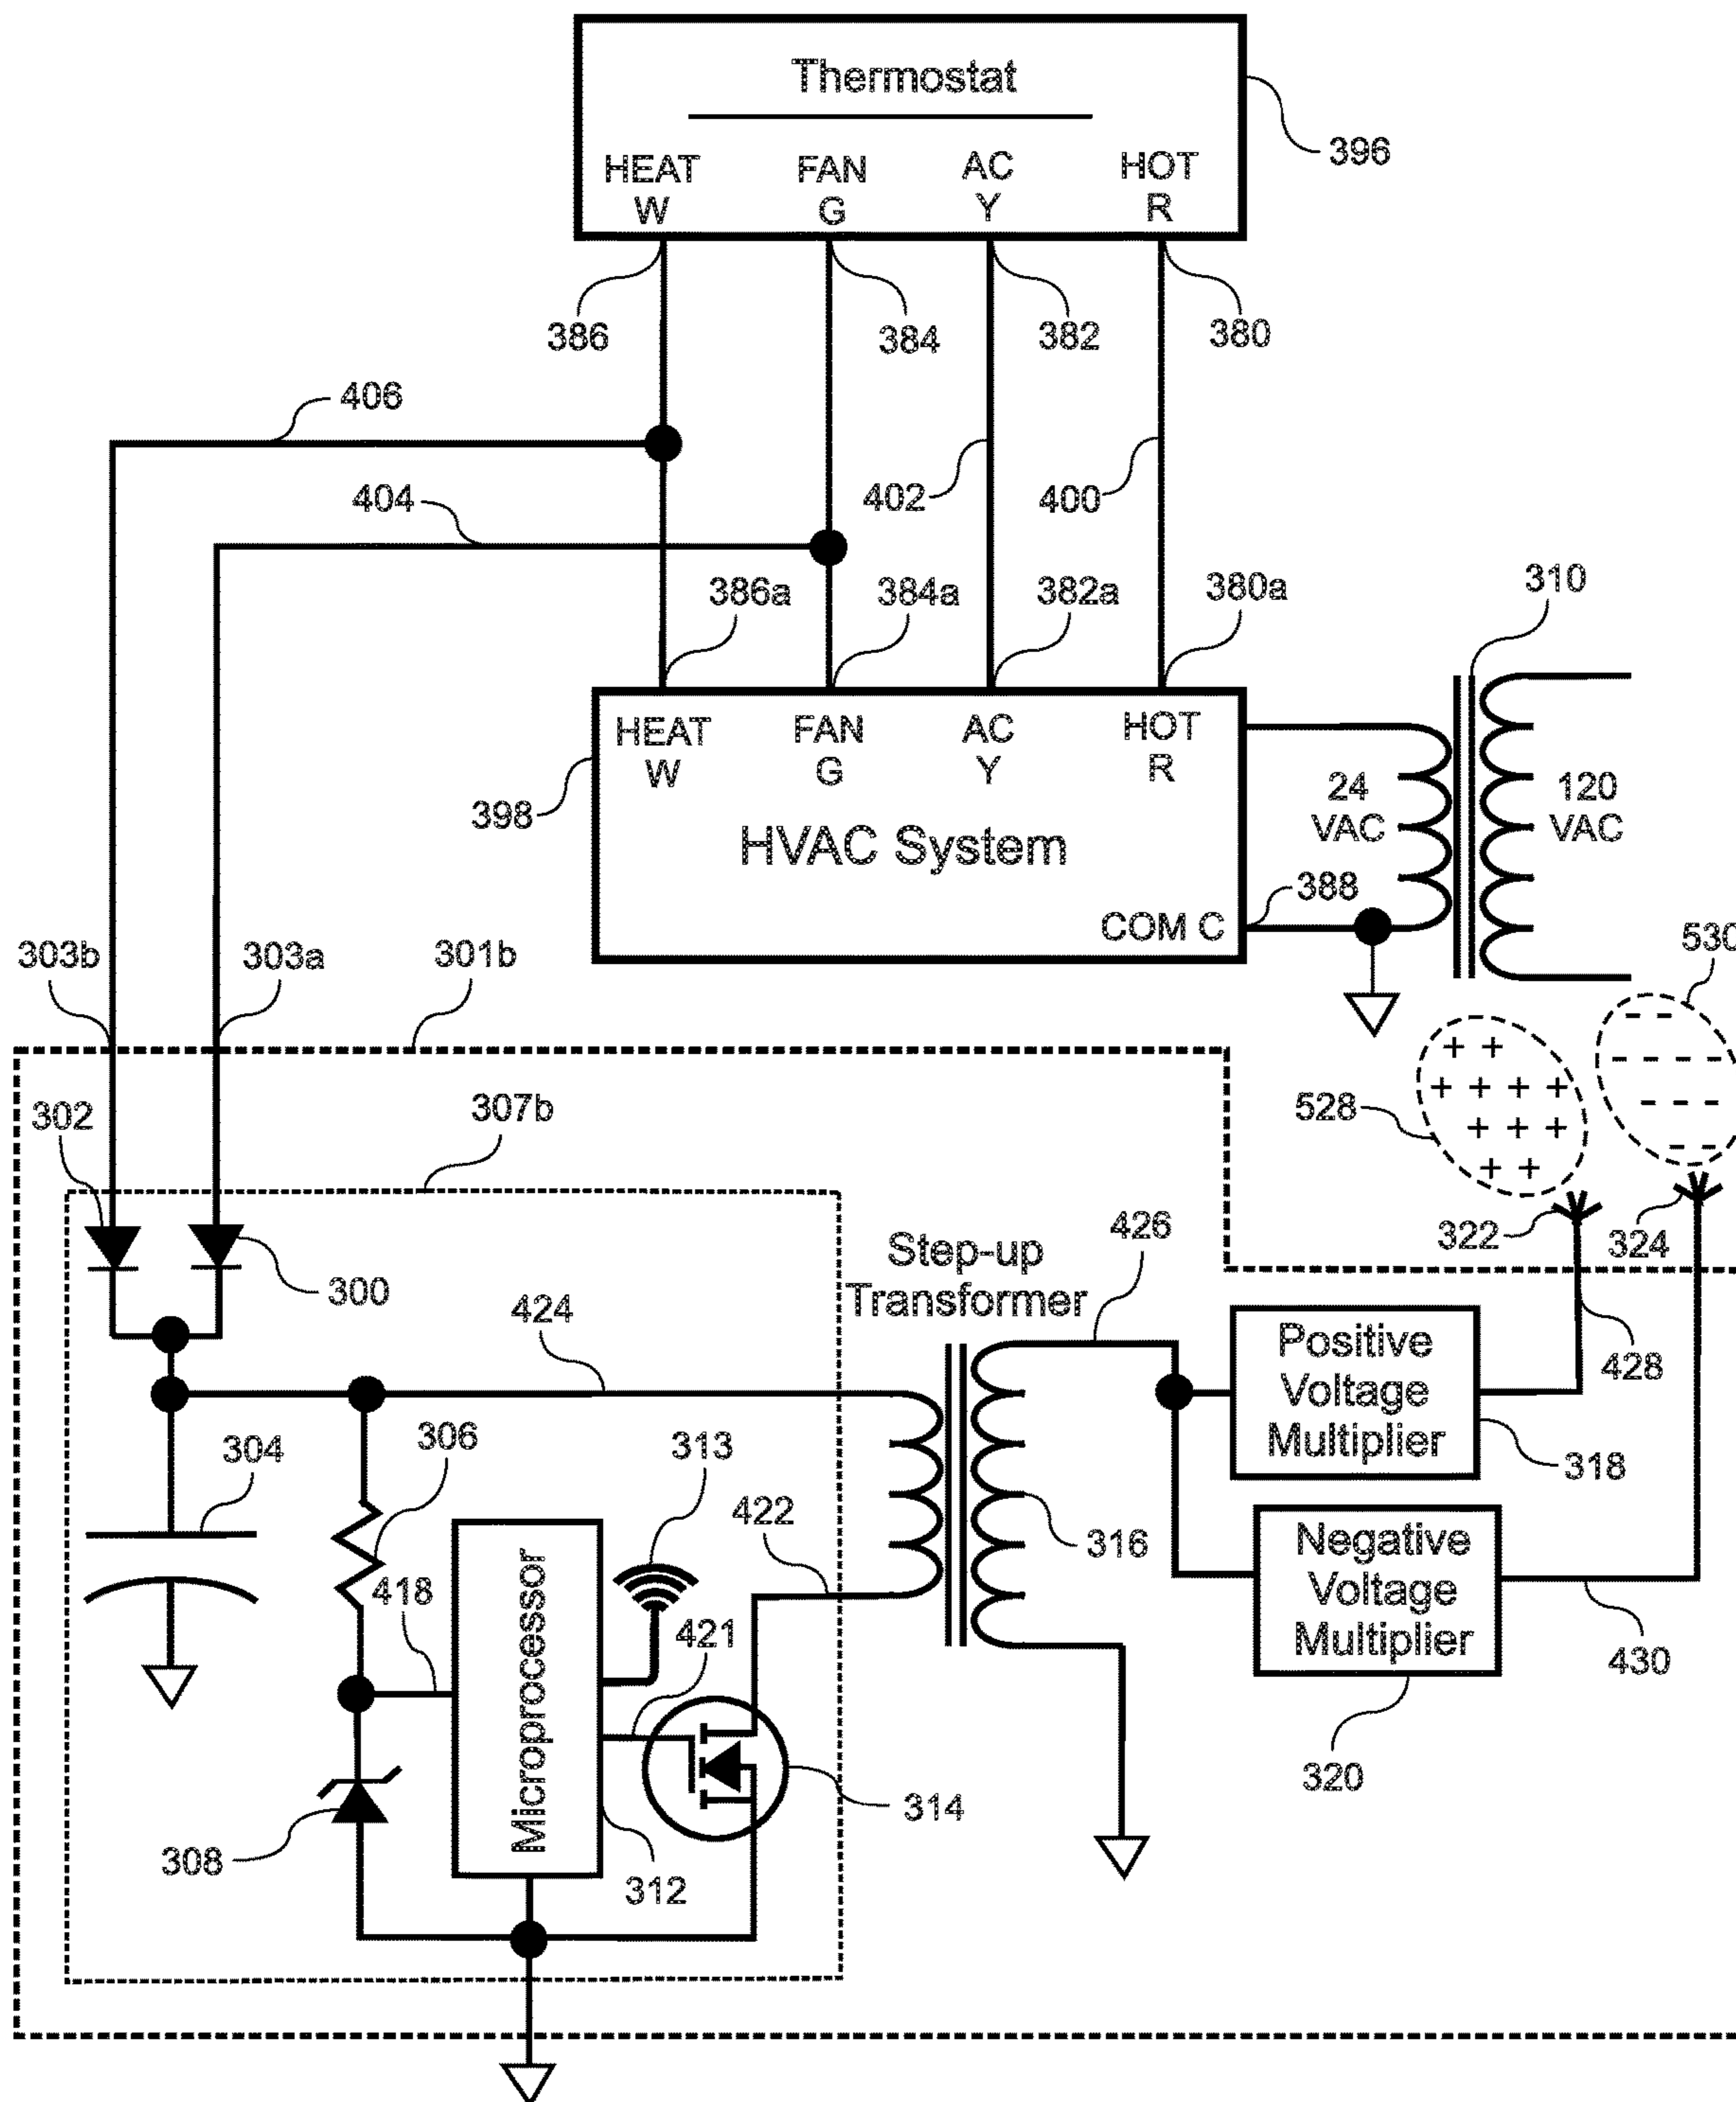 Thermostat
HEAT FAN AC HOT
W G Y R
396
386 384 382 380
406
404 402 400
386a 384a 382a 380a 310
HEAT FAN AC HOT
W G Y R
24 VAC
120 VAC
398
HVAC System
388
COM C
303b 303a 301b
530
+ +
+ + + +
+ + +
+ +
- -
- - - -
- - -
- -
302 307b 528
322 324
300
Step-up
Transformer
426
424
Positive
Voltage
Multiplier
428
304 306 313 318
422
418 421
Microprocessor
316
Negative
Voltage
Multiplier
430
320
308 312 314